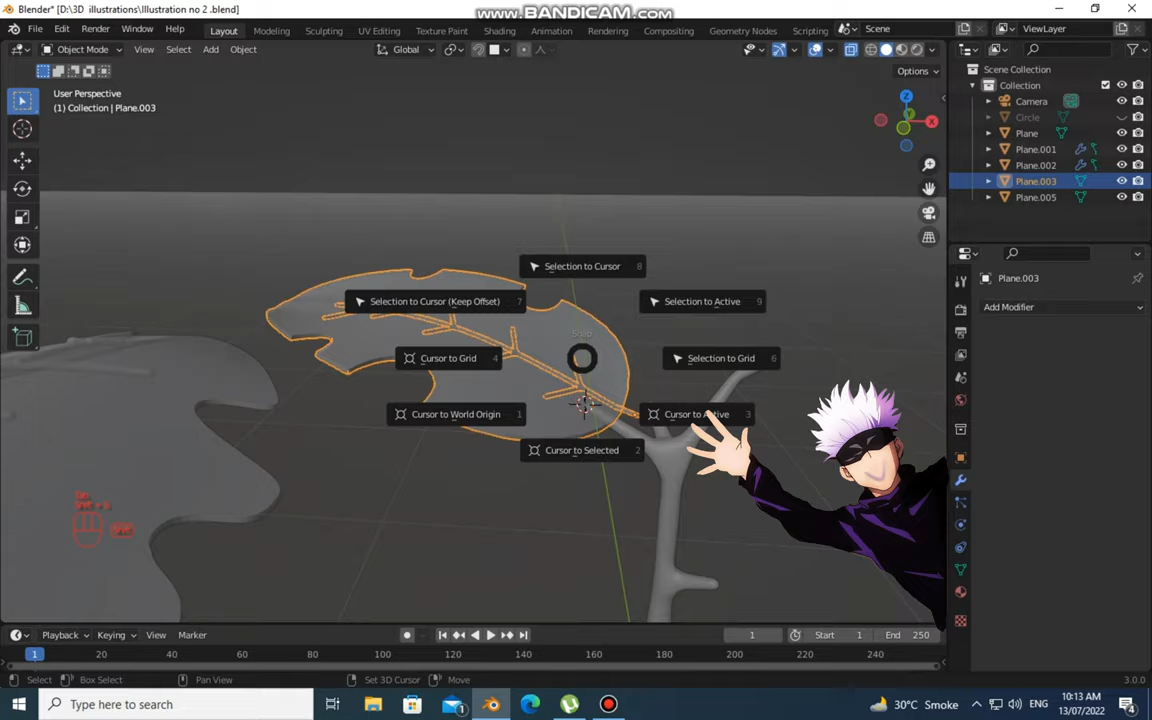 Blender* [D:\3D  illustrations\Illustration no 2 .blend]
www.BANDICAM.com
File Edit Render Window Help Layout Modeling Sculpting UV Editing Texture Paint Shading Animation Rendering Compositing Geometry Nodes Scripting Scene ViewLayer
Object Mode View Select Add Object Global
Options
User Perspective
(1) Collection | Plane.003
Z
X
Y
Scene Collection
Collection
Camera
Circle
Plane
Plane.001
Plane.002
Plane.003
Plane.005
Plane.003
Add Modifier
Selection to Cursor 8
Selection to Cursor (Keep Offset) 7
Selection to Active 9
Snap
Cursor to Grid 4
Selection to Grid 6
Cursor to World Origin 1
Cursor to Active 3
Cursor to Selected 2
Playback Keying View Marker 1 Start 1 End 250
1 20 40 60 80 100 120 140 160 180 200 220 240
Select Box Select Pan View Set 3D Cursor Move 3.0.0
Type here to search
1
30°C Smoke
ENG
10:13 AM
13/07/2022
4